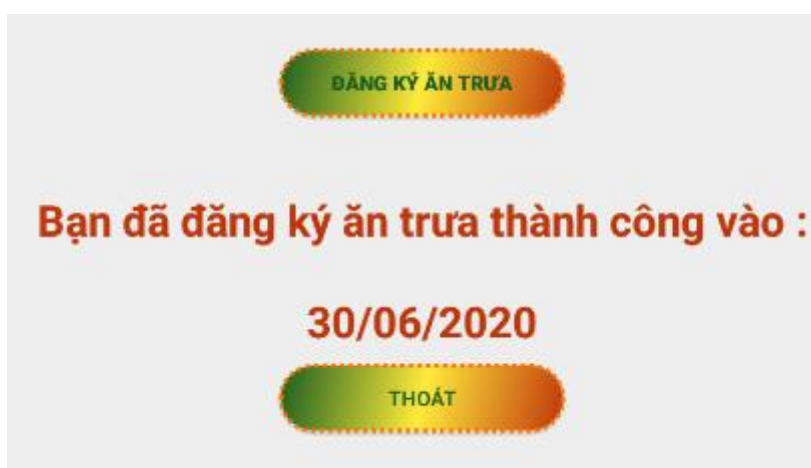 ĐĂNG KÝ ĂN TRƯA
Bạn đã đăng ký ăn trưa thành công vào :
30/06/2020
THOÁT